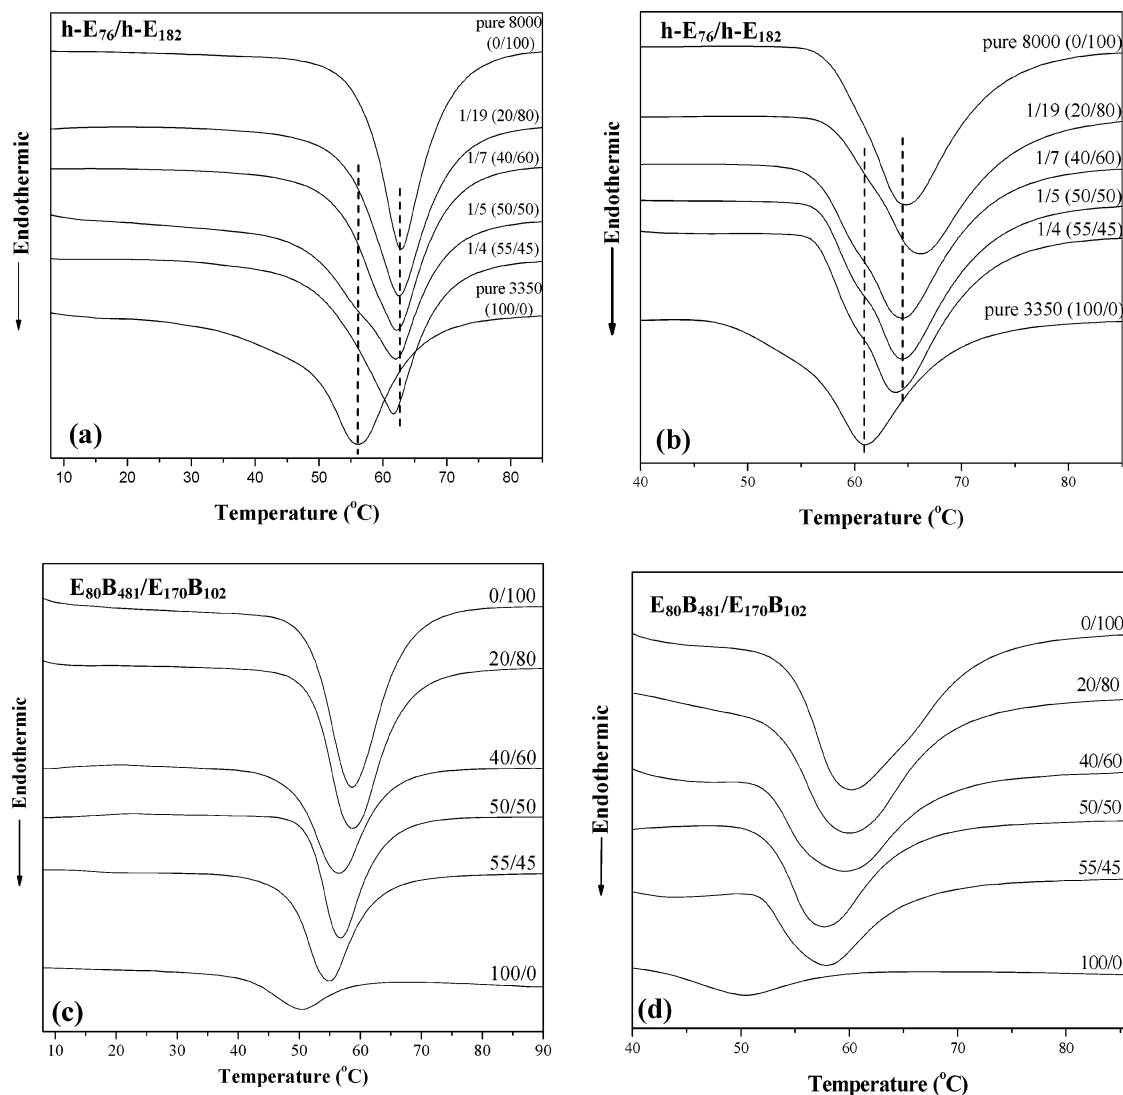 h-E76/h-E182
pure 8000
(0/100)
1/19 (20/80)
1/7 (40/60)
1/5 (50/50)
1/4 (55/45)
pure 3350
(100/0)
Endothermic
(a)
10 20 30 40 50 60 70 80
Temperature (oC)
h-E76/h-E182
pure 8000 (0/100)
1/19 (20/80)
1/7 (40/60)
1/5 (50/50)
1/4 (55/45)
pure 3350 (100/0)
Endothermic
(b)
40 50 60 70 80
Temperature (oC)
E80B481/E170B102
0/100
20/80
40/60
50/50
55/45
100/0
Endothermic
(c)
10 20 30 40 50 60 70 80 90
Temperature (oC)
E80B481/E170B102
0/100
20/80
40/60
50/50
55/45
100/0
Endothermic
(d)
40 50 60 70 80
Temperature (oC)